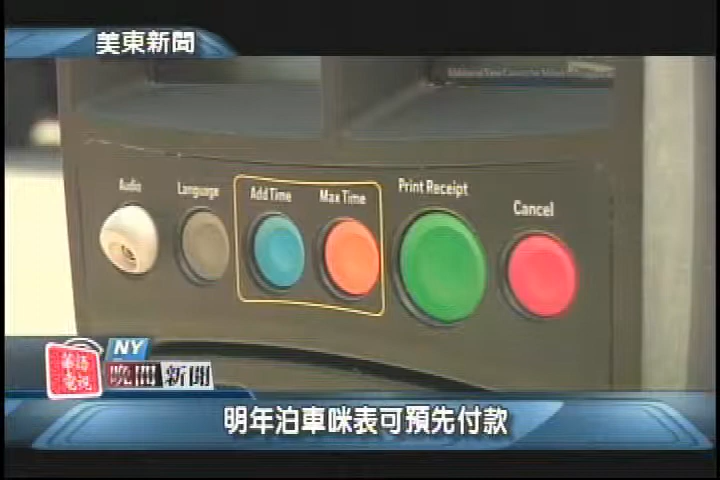 美東新聞
Audio
Language
Add Time
Max Time
Print Receipt
Cancel
NY
晚間新聞
明年泊車咪表可預先付款